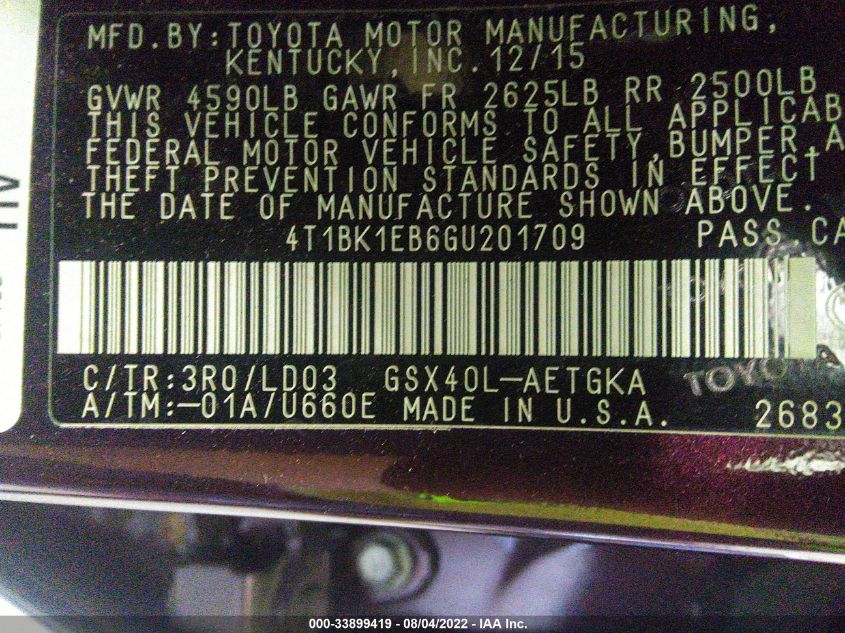 MFD.BY:TOYOTA MOTOR MANUFACTURING,
KENTUCKY,INC.12/15
GVWR 4590LB GAWR FR 2625LB RR 2500LB
THIS VEHICLE CONFORMS TO ALL APPLICAB
FEDERAL MOTOR VEHICLE SAFETY,BUMPER,A
THEFT PREVENTION STANDARDS IN EFFECT
THE DATE OF MANUFACTURE SHOWN ABOVE.
4T1BK1EB6GU201709 PASS CA
C/TR:3R0/LD03 GSX40L-AETGKA
TOYOTA
A/TM:-01A/U660E MADE IN U.S.A. 2683
000-33899419 - 08/04/2022 - IAA Inc.